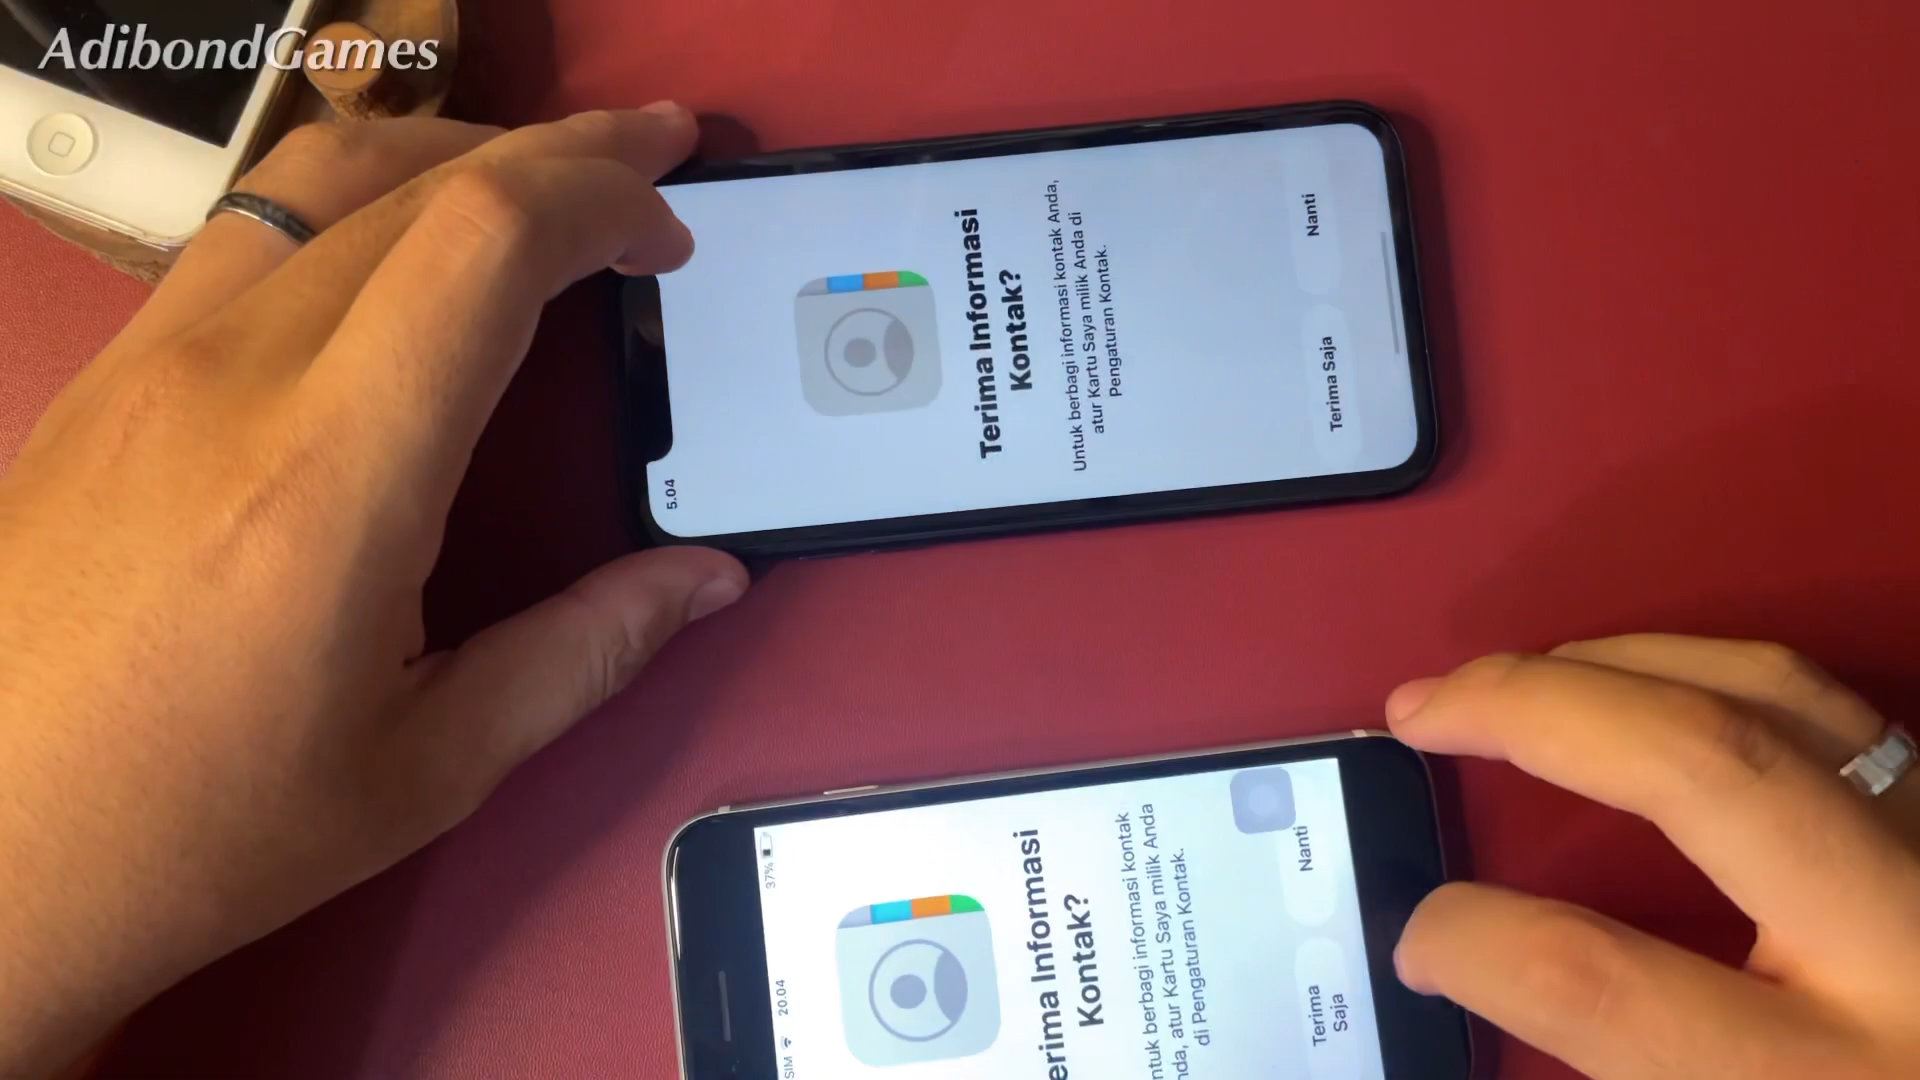 AdibondGames
5.04
Terima Informasi
Kontak?
Untuk berbagi informasi kontak Anda,
atur Kartu Saya milik Anda di
Pengaturan Kontak.
Terima Saja
Nanti
SIM 20.04 37%
erima Informasi
Kontak?
ntuk berbagi informasi kontak
nda, atur Kartu Saya milik Anda
di Pengaturan Kontak.
Terima
Saja
Nanti